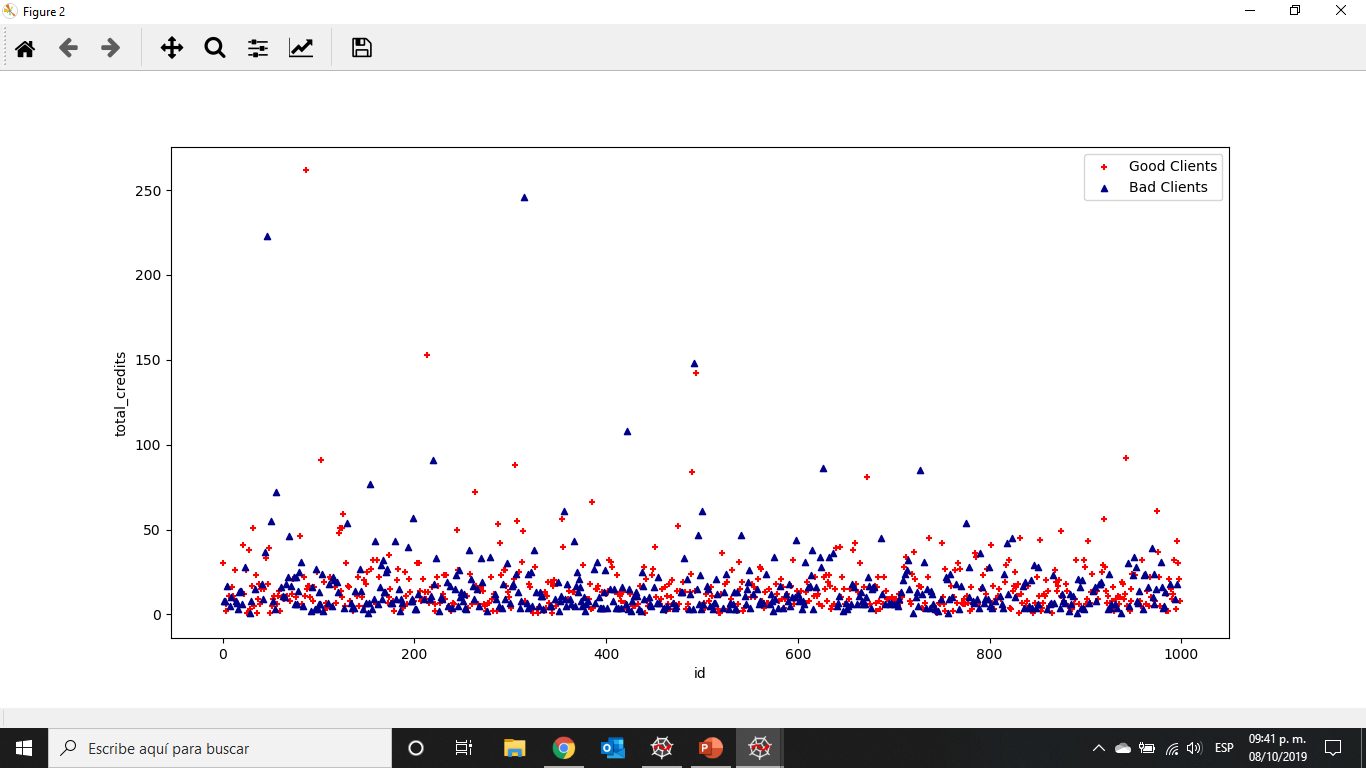 Figure 2
Good Clients
Bad Clients
250
200
150
100
50
0
total_credits
0 200 400 600 800 1000
id
Escribe aquí para buscar
ESP
09:41 p. m.
08/10/2019